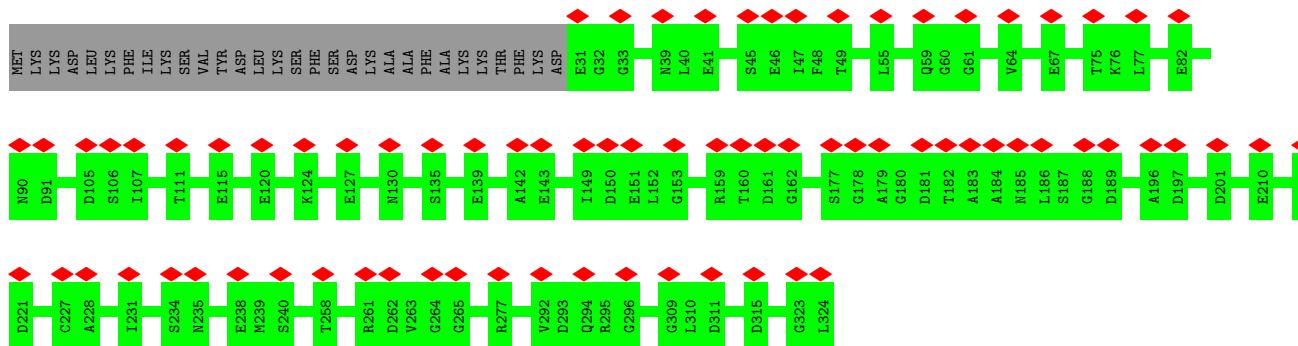 MET LYS LYS ASP LEU LYS PHE ILE LYS SER VAL TYR ASP LEU LYS SER PHE SER ASP LYS ALA ALA PHE ALA LYS LYS THR PHE LYS ASP E31 G32 G33 N39 L40 E41 S45 E46 I47 F48 T49 L55 Q59 G60 G61 V64 E67 T75 K76 L77 E82
N90 D91 D105 S106 I107 T111 E115 E120 K124 E127 N130 S135 E139 A142 E143 I149 D150 E151 L152 G153 R159 T160 D161 G162 S177 G178 A179 G180 D181 T182 A183 A184 N185 L186 S187 G188 D189 A196 D197 D201 E210
D221 C227 A228 I231 S234 N235 E238 M239 S240 T258 R261 D262 V263 G264 G265 R277 V292 D293 Q294 R295 G296 G309 L310 D311 D315 G323 L324